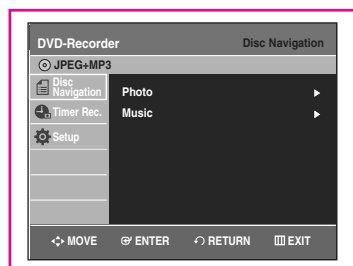 DVD-Recorder Disc Navigation
JPEG+MP3
Disc
Navigation
Photo ►
Timer Rec.
Music ►
Setup
MOVE ENTER RETURN EXIT